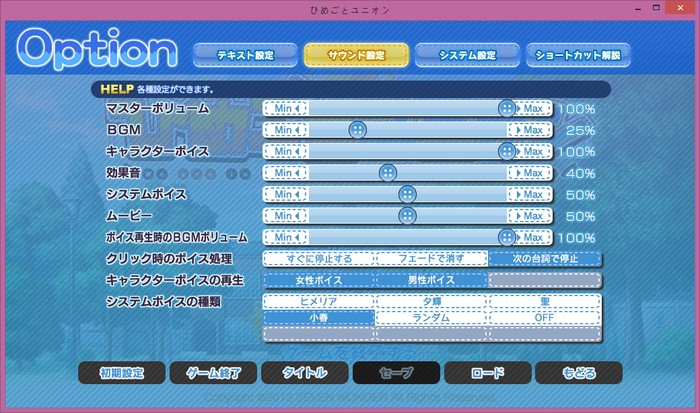 ひめごとユニオン
Option
テキスト設定 サウンド設定 システム設定 ショートカット解説
HELP 各種設定ができます。
マスターボリューム Min Max 100%
BGM Min Max 25%
キャラクターボイス Min Max 100%
効果音 Min Max 40%
システムボイス Min Max 50%
ムービー Min Max 50%
ボイス再生時のBGMボリューム Min Max 100%
クリック時のボイス処理 すぐに停止する フェードで消す 次の台詞で停止
キャラクターボイスの再生 女性ボイス 男性ボイス
システムボイスの種類 ヒメリア 夕輝 聖
小春 ランダム OFF
初期設定 ゲーム終了 タイトル セーブ ロード もどる
Copyright ©2013 SEVEN WONDER All Rights Reserved.